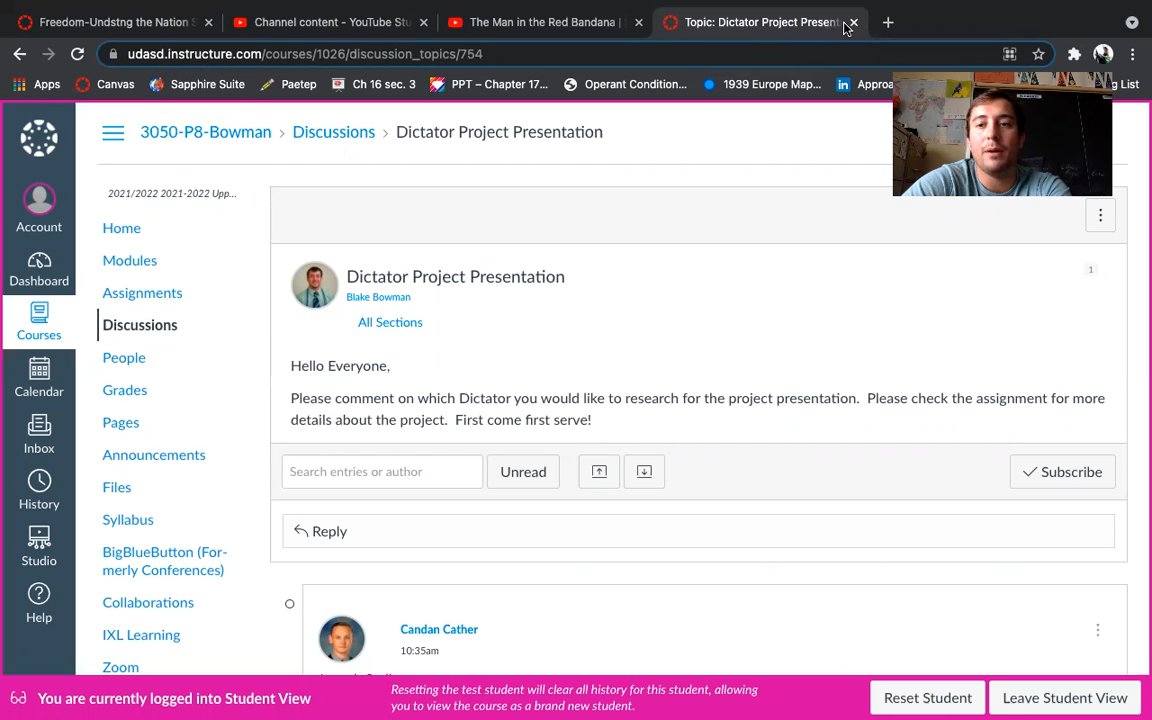 Freedom-Undstng the Nation S
Channel content - YouTube Stu
The Man in the Red Bandana |
Topic: Dictator Project Present
udasd.instructure.com/courses/1026/discussion_topics/754
Apps
Canvas
Sapphire Suite
Paetep
Ch 16 sec. 3
PPT – Chapter 17...
Operant Condition...
1939 Europe Map...
Approa
g List
3050-P8-Bowman › Discussions › Dictator Project Presentation
2021/2022 2021-2022 Upp...
Account
Dashboard
Courses
Calendar
Inbox
History
Studio
Help
Home
Modules
Assignments
Discussions
People
Grades
Pages
Announcements
Files
Syllabus
BigBlueButton (For-
merly Conferences)
Collaborations
IXL Learning
Zoom
Dictator Project Presentation
1
Blake Bowman
All Sections
Hello Everyone,
Please comment on which Dictator you would like to research for the project presentation. Please check the assignment for more
details about the project. First come first serve!
Search entries or author
Unread
Subscribe
Reply
Candan Cather
10:35am
You are currently logged into Student View
Resetting the test student will clear all history for this student, allowing
you to view the course as a brand new student.
Reset Student
Leave Student View